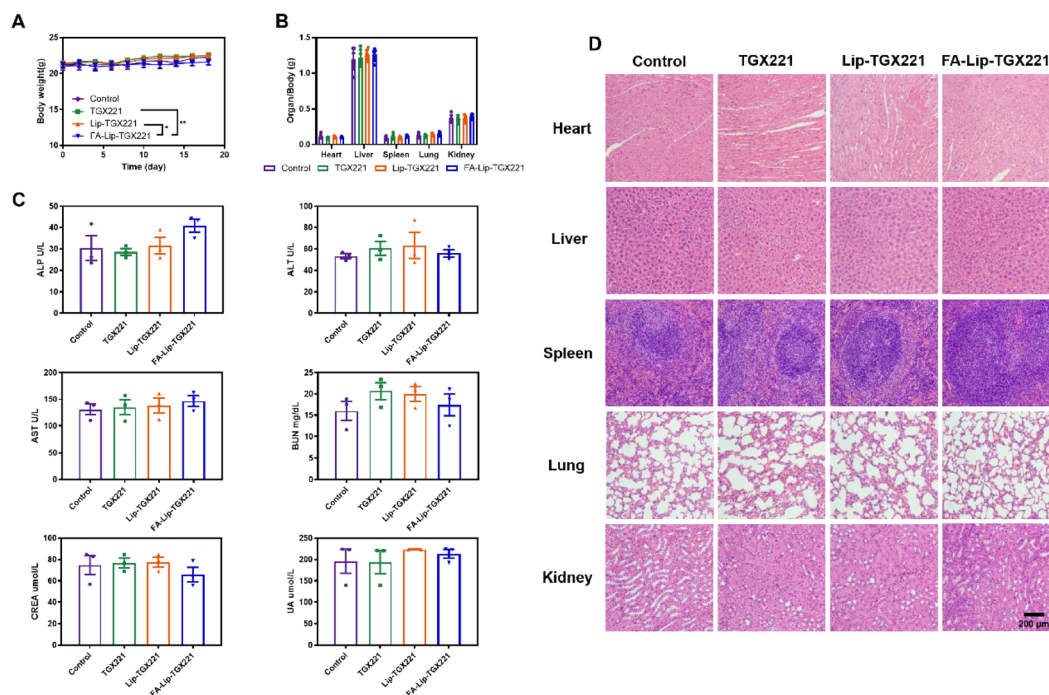 A
Body weight(g)
25
20
15
10
Control
TGX221
Lip-TGX221
FA-Lip-TGX221
*
**
0
5
10
15
20
Time (day)
B
Organ/Body (g)
1.5
1.0
0.5
0.0
Heart
Liver
Spleen
Lung
Kidney
Control
TGX221
Lip-TGX221
FA-Lip-TGX221
C
ALP U/L
50
40
30
20
10
0
Control
TGX221
Lip-TGX221
FA-Lip-TGX221
ALT U/L
100
80
60
40
20
0
Control
TGX221
Lip-TGX221
FA-Lip-TGX221
AST U/L
200
150
100
50
0
Control
TGX221
Lip-TGX221
FA-Lip-TGX221
BUN mg/dL
25
20
15
10
5
0
Control
TGX221
Lip-TGX221
FA-Lip-TGX221
CREA umol/L
100
80
60
40
20
0
Control
TGX221
Lip-TGX221
FA-Lip-TGX221
UA umol/L
250
200
150
100
50
0
Control
TGX221
Lip-TGX221
FA-Lip-TGX221
D
Control
TGX221
Lip-TGX221
FA-Lip-TGX221
Heart
Liver
Spleen
Lung
Kidney
200 μm